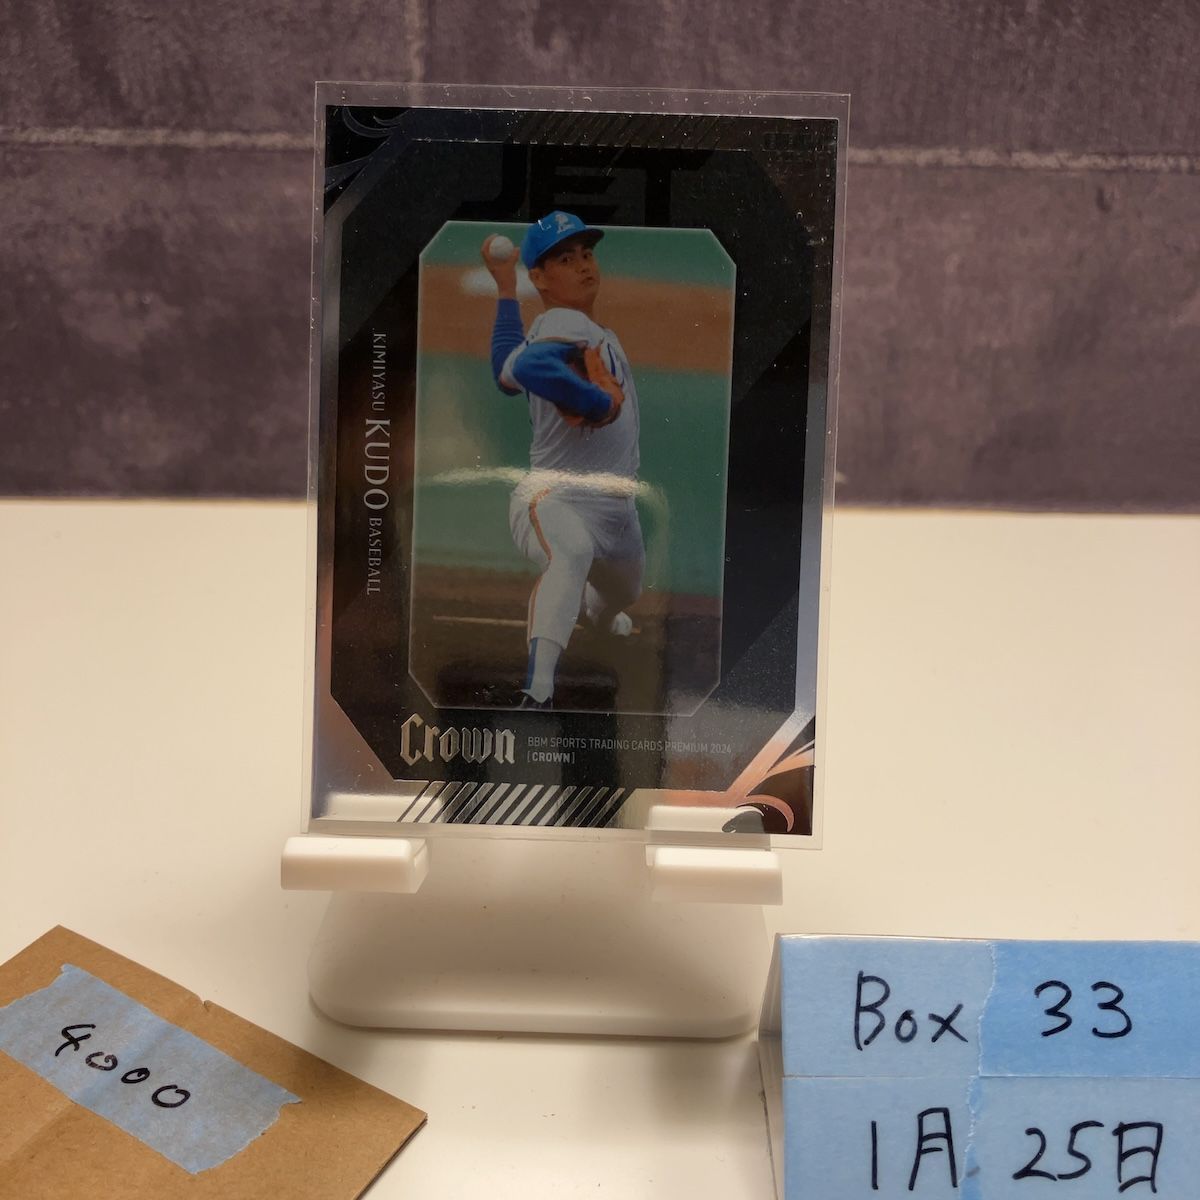 JET
KIMIYASU KUDO BASEBALL
Crown
BBM SPORTS TRADING CARDS PREMIUM 2024
[CROWN]
4000
Box 33
1月 25日